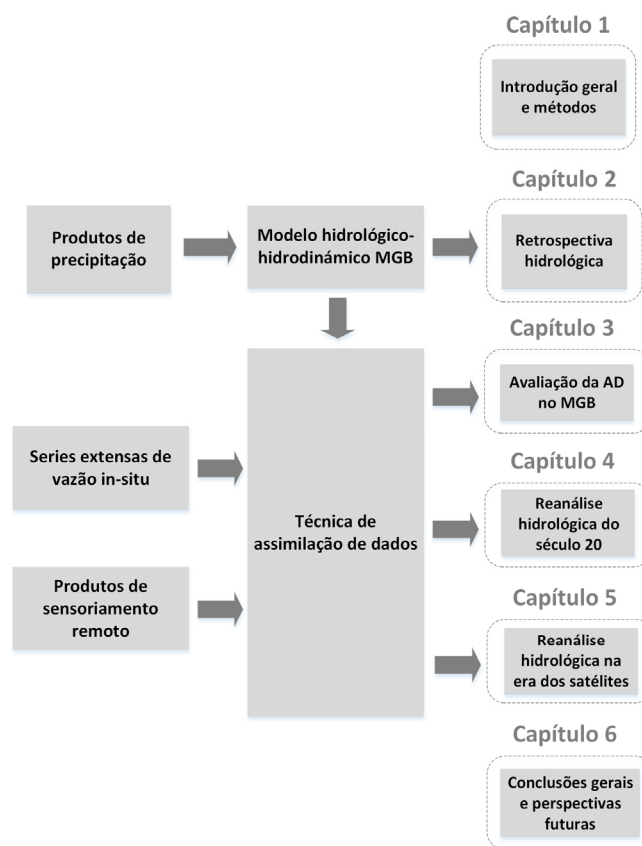 Capítulo 1
Introdução geral
e métodos
Capítulo 2
Produtos de
precipitação
Modelo hidrológico-
hidrodinámico MGB
Retrospectiva
hidrológica
Capítulo 3
Avaliação da AD
no MGB
Series extensas de
vazão in-situ
Técnica de
assimilação de dados
Capítulo 4
Reanálise
hidrológica do
século 20
Produtos de
sensoriamento
remoto
Capítulo 5
Reanálise
hidrológica na
era dos satélites
Capítulo 6
Conclusões gerais
e perspectivas
futuras